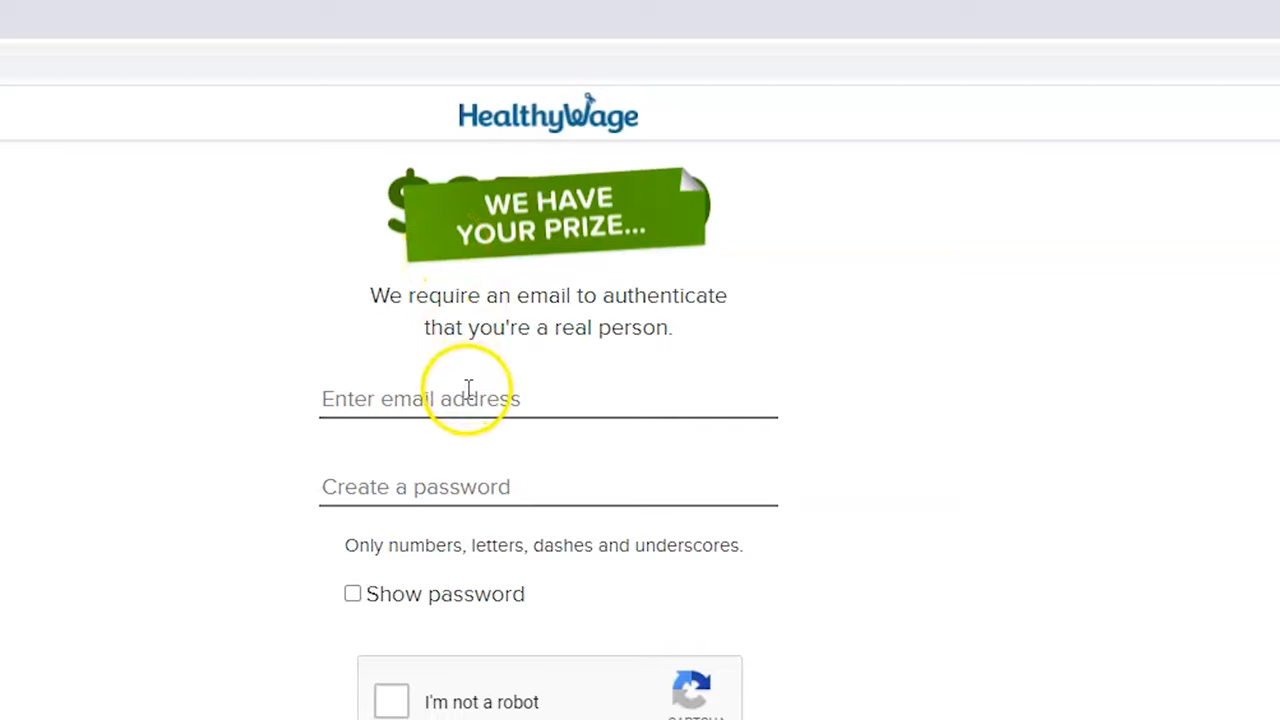 HealthyWage
$
WE HAVE
YOUR PRIZE...
We require an email to authenticate
that you're a real person.
Enter email address
Create a password
Only numbers, letters, dashes and underscores.
Show password
I'm not a robot